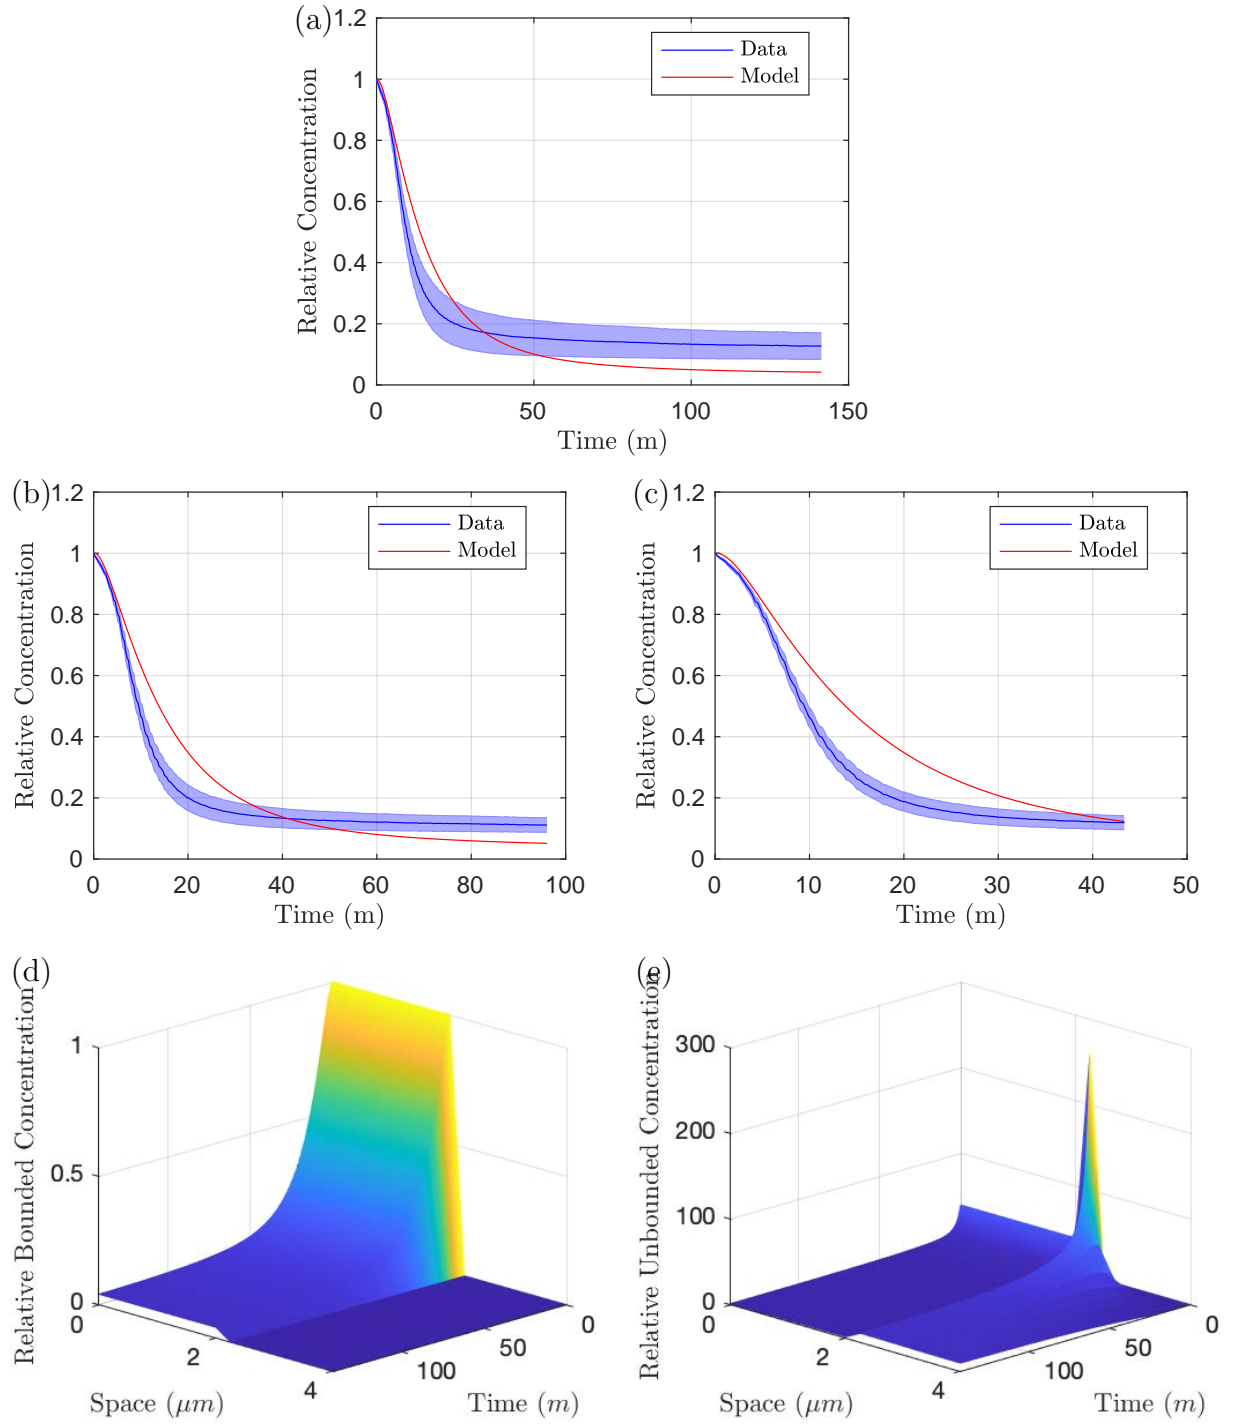 (a)
1.2
1
0.8
0.6
0.4
0.2
0
Relative Concentration
Data
Model
0 50 100 150
Time (m)
(b)
1.2
1
0.8
0.6
0.4
0.2
0
Relative Concentration
Data
Model
0 20 40 60 80 100
Time (m)
(c)
1.2
1
0.8
0.6
0.4
0.2
0
Relative Concentration
Data
Model
0 10 20 30 40 50
Time (m)
(d)
Relative Bounded Concentration
1
0.5
0
0 2 4
Space (μm)
100 50 0
Time (m)
(e)
Relative Unbounded Concentration
300
200
100
0
0 2 4
Space (μm)
100 50 0
Time (m)